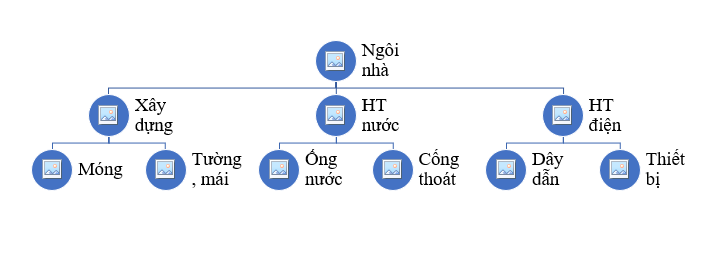 Ngôi
nhà
Xây
dựng
HT
nước
HT
điện
Móng
Tường
, mái
Ống
nước
Cống
thoát
Dây
dẫn
Thiết
bị